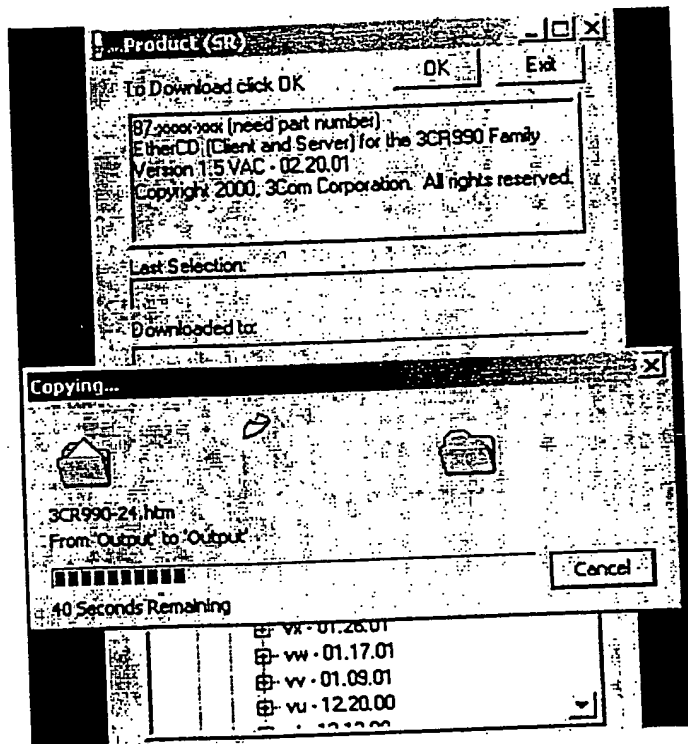 ...Product (SR)
To Download click OK
OK
Exit
87-xxxx-xxx (need part number)
EtherCD (Client and Server) for the 3CR990 Family
Version 1.5 VAC - 02.20.01
Copyright 2000, 3Com Corporation. All rights reserved.
Last Selection:
Downloaded to:
Copying...
3CR990-24.htm
From 'Output' to 'Output'
Cancel
40 Seconds Remaining
vx - 01.26.01
vw - 01.17.01
vv - 01.09.01
vu - 12.20.00